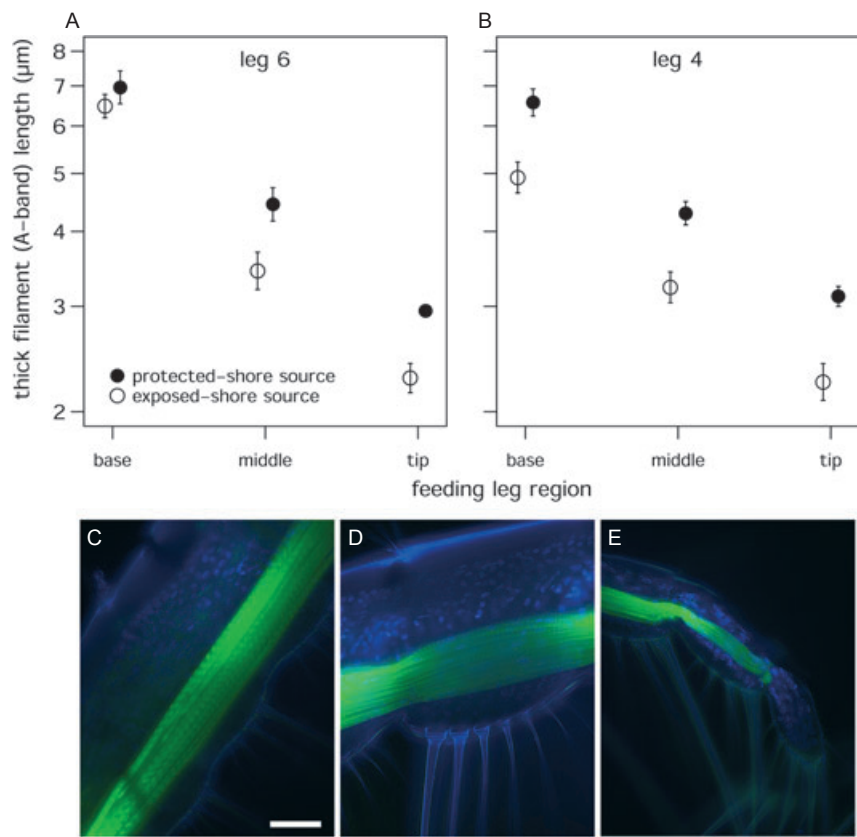 A
B
leg 6
leg 4
thick filament (A-band) length (μm)
8
7
6
5
4
3
2
protected-shore source
exposed-shore source
base
middle
tip
base
middle
tip
feeding leg region
C
D
E